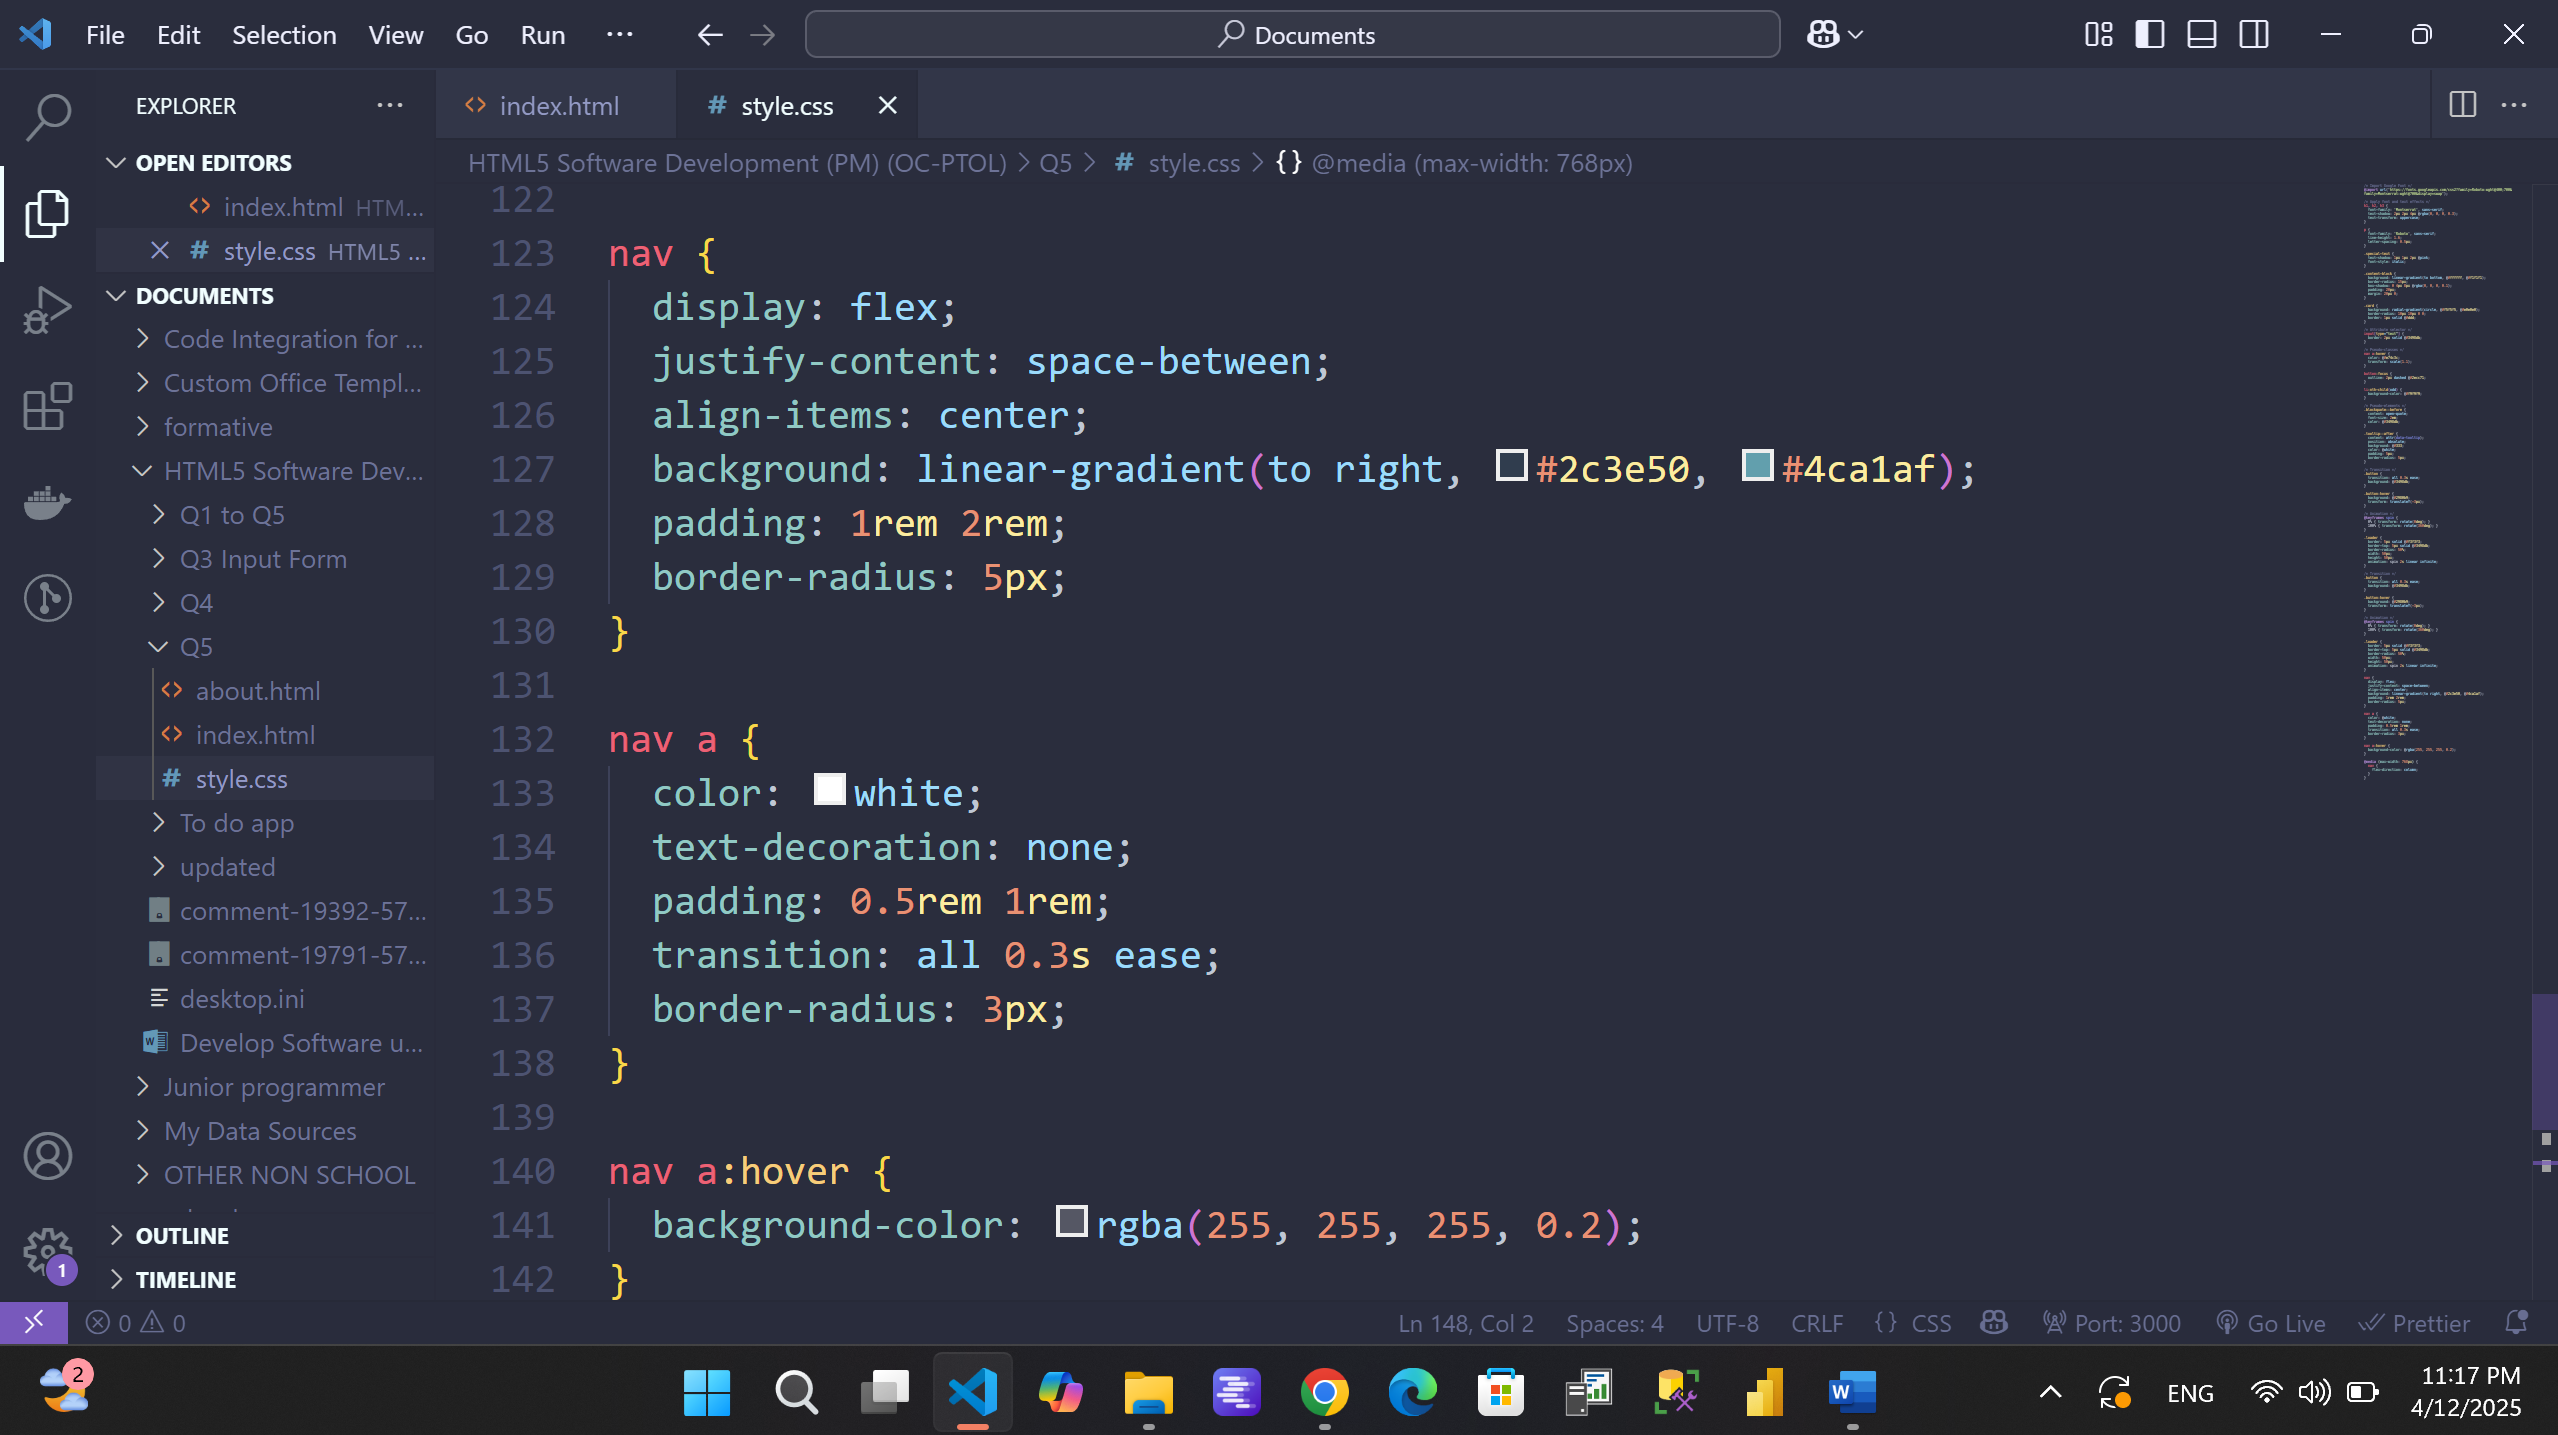 File Edit Selection View Go Run ...
Documents
EXPLORER ...
index.html
# style.css
OPEN EDITORS
HTML5 Software Development (PM) (OC-PTOL) > Q5 > # style.css > {} @media (max-width: 768px)
index.html HTM...
# style.css HTML5 ...
DOCUMENTS
Code Integration for ...
Custom Office Templ...
formative
HTML5 Software Dev...
Q1 to Q5
Q3 Input Form
Q4
Q5
about.html
index.html
# style.css
To do app
updated
comment-19392-57...
comment-19791-57...
desktop.ini
Develop Software u...
Junior programmer
My Data Sources
OTHER NON SCHOOL
OUTLINE
TIMELINE
122
123 nav {
124 display: flex;
125 justify-content: space-between;
126 align-items: center;
127 background: linear-gradient(to right, #2c3e50, #4ca1af);
128 padding: 1rem 2rem;
129 border-radius: 5px;
130 }
131
132 nav a {
133 color: white;
134 text-decoration: none;
135 padding: 0.5rem 1rem;
136 transition: all 0.3s ease;
137 border-radius: 3px;
138 }
139
140 nav a:hover {
141 background-color: rgba(255, 255, 255, 0.2);
142 }
1
0 0
Ln 148, Col 2 Spaces: 4 UTF-8 CRLF {} CSS Port: 3000 Go Live Prettier
2
ENG
11:17 PM
4/12/2025